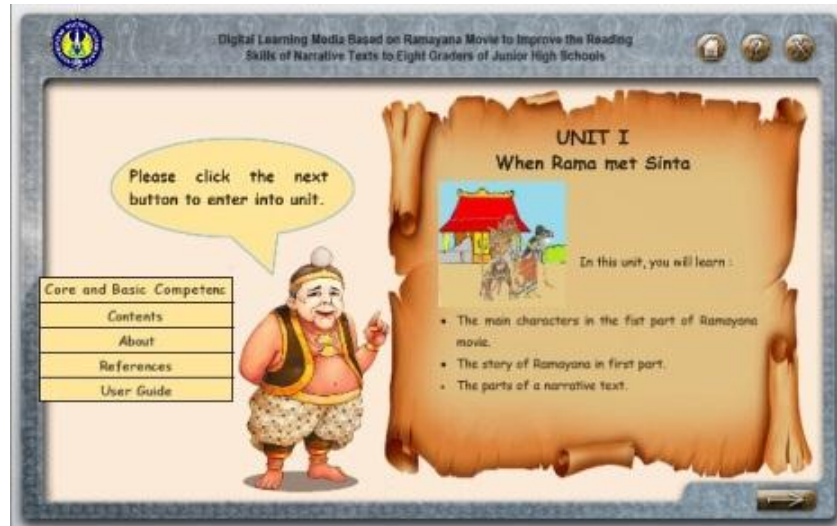 Digital Learning Media Based on Ramayana Movie to Improve the Reading
Skills of Narrative Texts to Eight Graders of Junior High Schools
Please click the next
button to enter into unit.
Core and Basic Competenc
Contents
About
References
User Guide
UNIT I
When Rama met Sinta
In this unit, you will learn :
• The main characters in the fist part of Ramayana
movie.
• The story of Ramayana in first part.
• The parts of a narrative text.